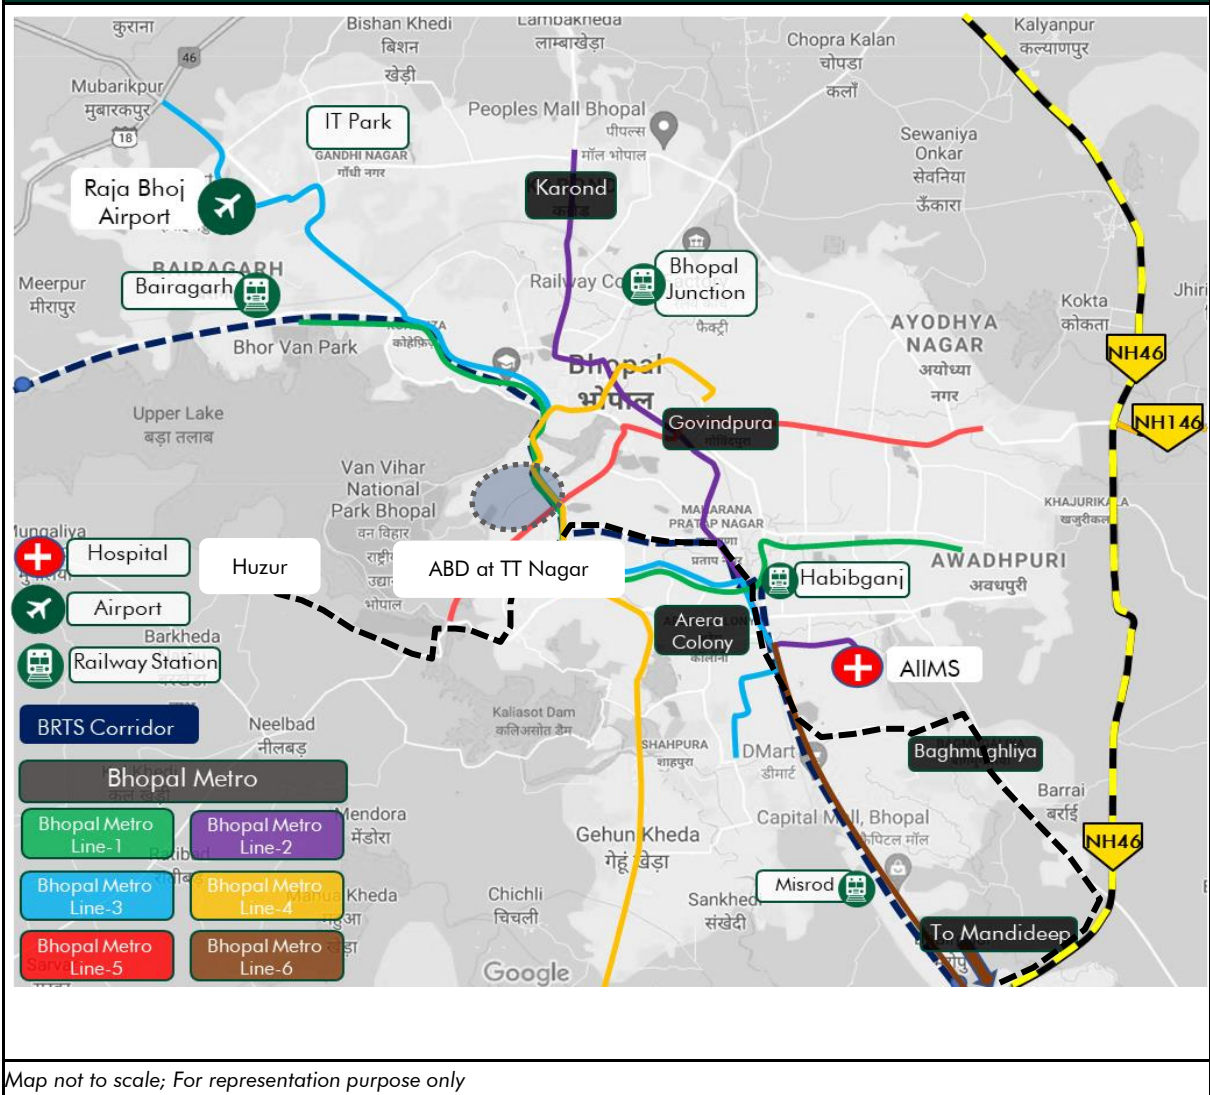 कुराना
Bishan Khedi
बिशन
खेड़ी
Lambakheda
लाम्बाखेड़ा
Chopra Kalan
चोपडा
कलाँ
Kalyanpur
कल्याणपुर
46
Mubarikpur
मुबारकपुर
18
IT Park
GANDHI NAGAR
गाँधी नगर
Peoples Mall Bhopal
पीपल्स
मॉल भोपाल
Sewaniya
Onkar
सेवनिया
ऊँकारा
Raja Bhoj
Airport
Karond
Bhopal
Junction
Meerpur
मीरापुर
BAIRAGARH
Bairagarh
Railway Co
फैक्ट्री
Kokta
कोकता
AYODHYA
NAGAR
अयोध्या
नगर
NH46
Bhor Van Park
कोहेफ़िज़
Bhopal
भोपाल
Upper Lake
बड़ा तलाब
Govindpura
NH146
Van Vihar
National
Park Bhopal
वन विहार
राष्ट्रीय
उद्यान
भोपाल
MAHARANA
PRATAP NAGAR
KHAJURIKALA
खजुरीकलां
AWADHPURI
अवधपुरी
Hospital
Huzur
ABD at TT Nagar
Habibganj
Airport
Barkheda
Arera
Colony
AIIMS
Railway Station
Kaliasot Dam
कलिअसोत डैम
BRTS Corridor
Neelbad
नीलबड़
SHAHPURA
शाहपुरा
DMart
डीमार्ट
Baghmughliya
Bhopal Metro
Barrai
बर्राई
Bhopal Metro
Line-1
Bhopal Metro
Line-2
Mendora
मेंडोरा
Gehun Kheda
गेहूं खेड़ा
Capital Mall, Bhopal
कैपिटल मॉल
NH46
Bhopal Metro
Line-3
Bhopal Metro
Line-4
Kheda
Chichli
चिचली
Sankhedi
संखेदी
Misrod
Bhopal Metro
Line-5
Bhopal Metro
Line-6
To Mandideep
Google
Map not to scale; For representation purpose only